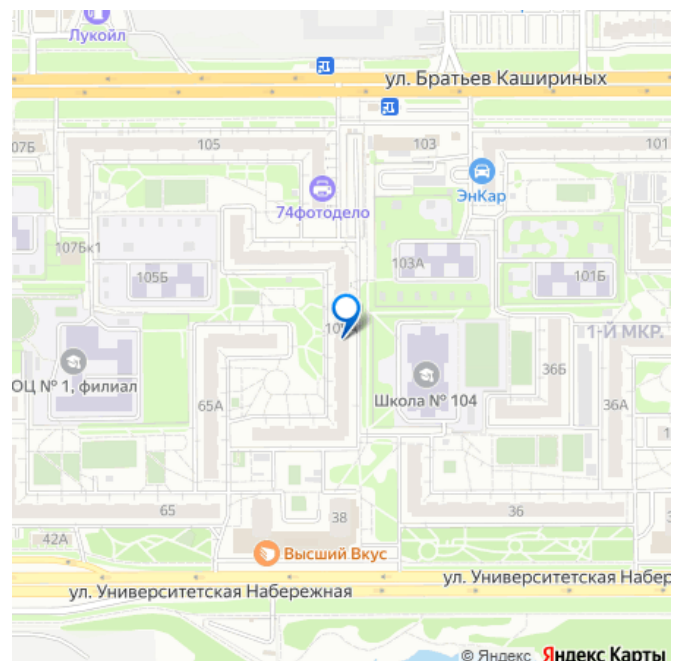 Лукойл
ул. Братьев Кашириных
107Б
105
103
101
ЭнКар
74фотодело
107Бк1
105Б
103А
101Б
1-Й МКР.
ОЦ № 1, филиал
65А
Школа № 104
36Б
36А
65
38
36
42А
Высший Вкус
ул. Университетская Набережная
ул. Университетская Набер
© Яндекс Яндекс Карты